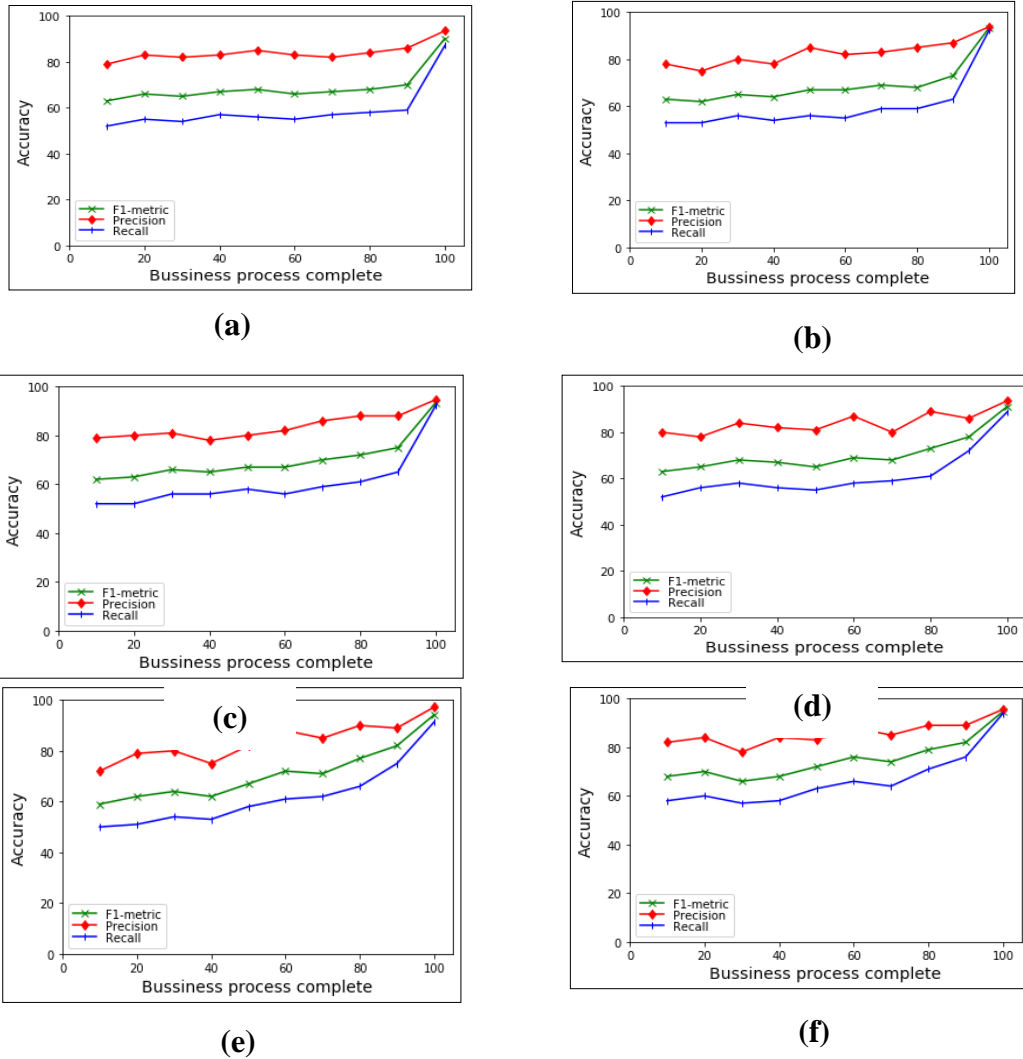 100
80
60
40
20
0
Accuracy
F1-metric
Precision
Recall
0 20 40 60 80 100
Bussiness process complete
(a)
100
80
60
40
20
0
Accuracy
F1-metric
Precision
Recall
0 20 40 60 80 100
Bussiness process complete
(b)
100
80
60
40
20
0
Accuracy
F1-metric
Precision
Recall
0 20 40 60 80 100
Bussiness process complete
(c)
100
80
60
40
20
0
Accuracy
F1-metric
Precision
Recall
0 20 40 60 80 100
Bussiness process complete
(d)
100
80
60
40
20
0
Accuracy
F1-metric
Precision
Recall
0 20 40 60 80 100
Bussiness process complete
(e)
100
80
60
40
20
0
Accuracy
F1-metric
Precision
Recall
0 20 40 60 80 100
Bussiness process complete
(f)